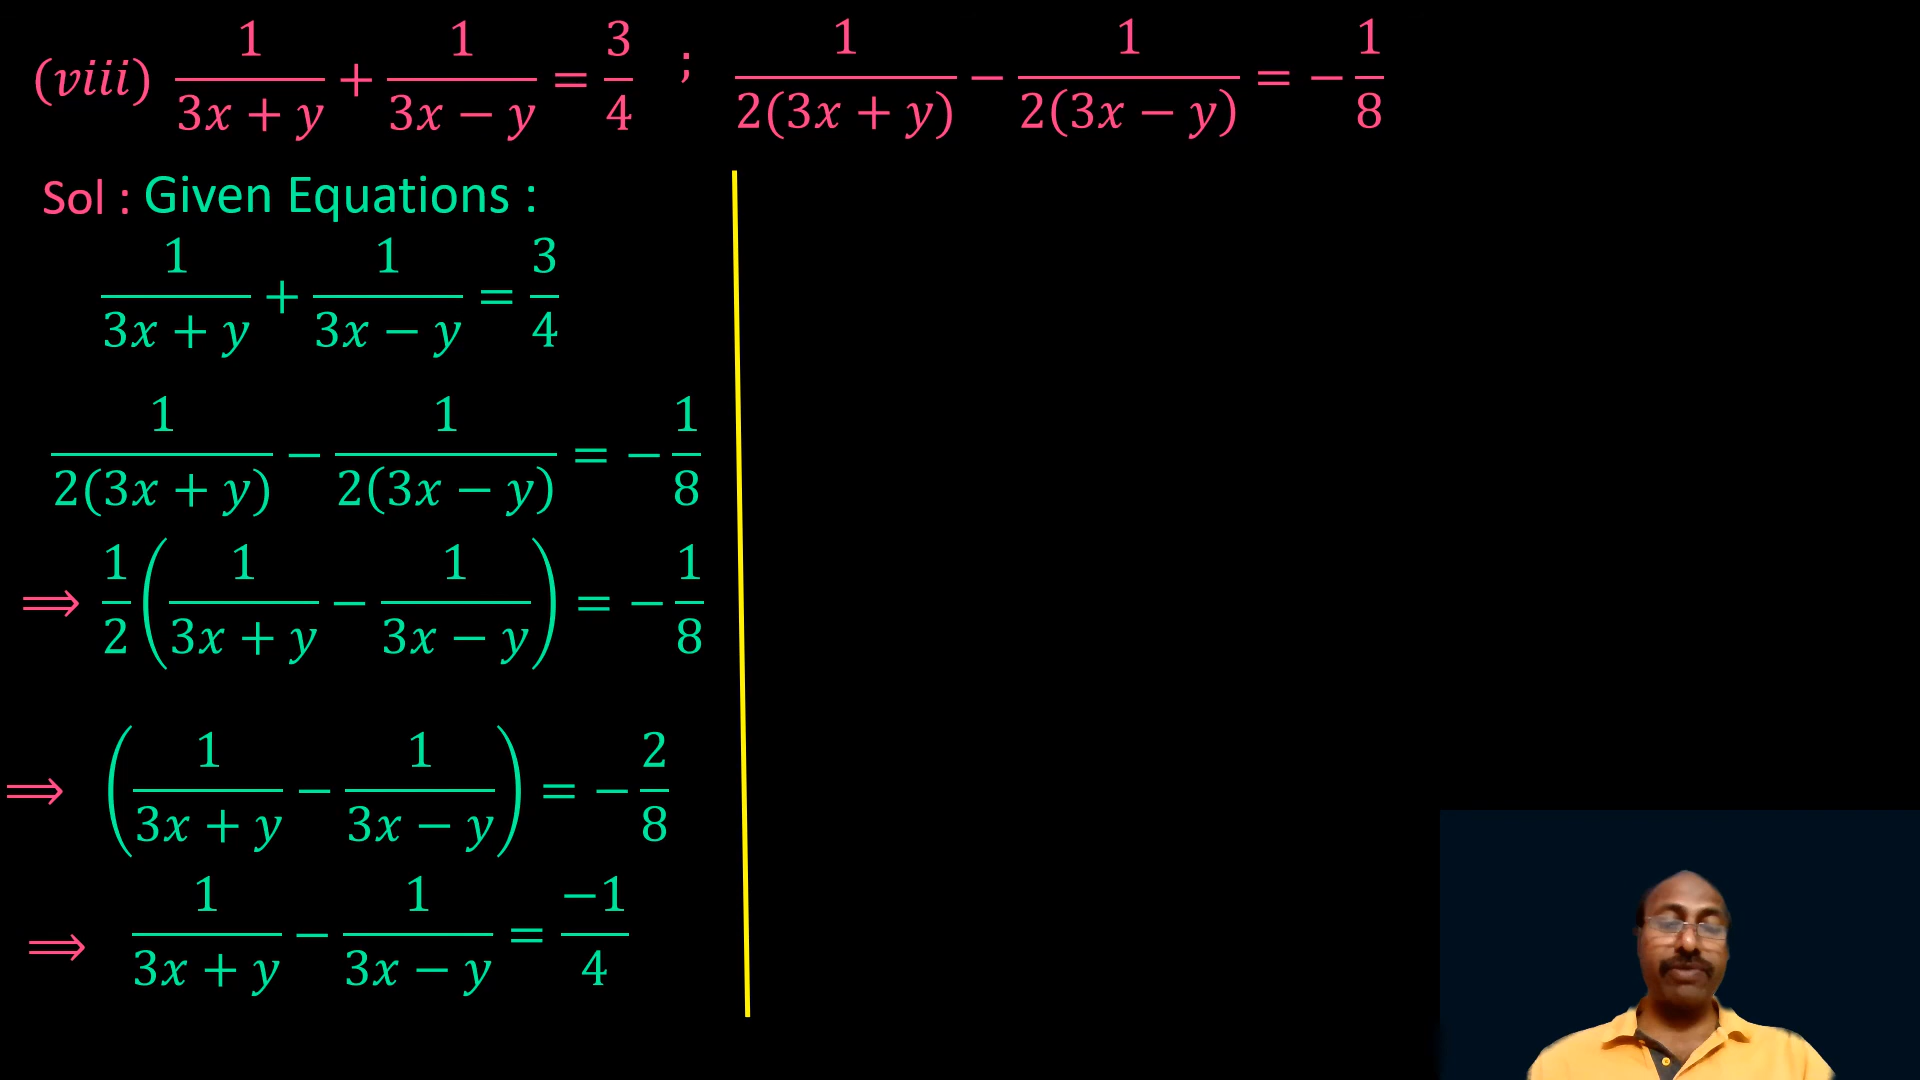 (viii) 1/(3x + y) + 1/(3x − y) = 3/4 ; 1/(2(3x + y)) − 1/(2(3x − y)) = − 1/8
Sol : Given Equations :
1/(3x + y) + 1/(3x − y) = 3/4
1/(2(3x + y)) − 1/(2(3x − y)) = − 1/8
⟹ 1/2 (1/(3x + y) − 1/(3x − y)) = − 1/8
⟹ (1/(3x + y) − 1/(3x − y)) = − 2/8
⟹ 1/(3x + y) − 1/(3x − y) = −1/4